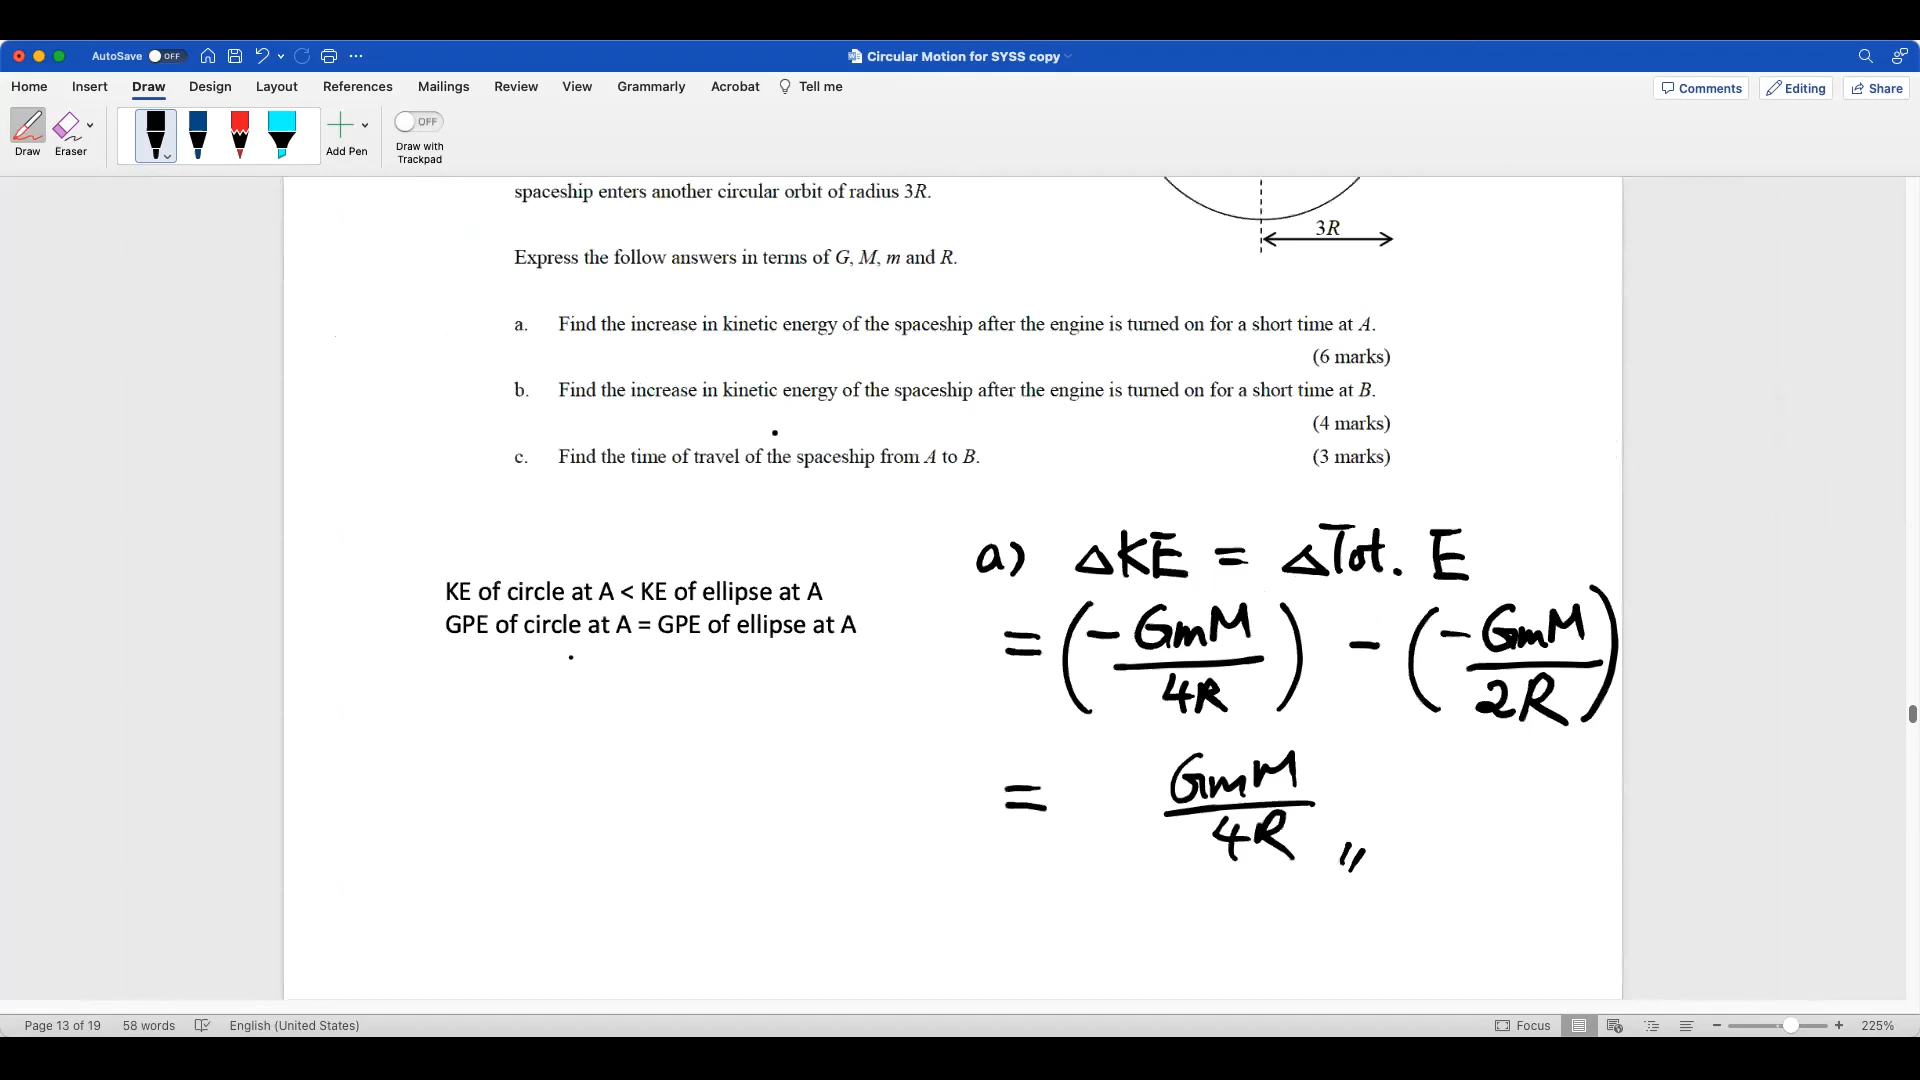 AutoSave OFF
Circular Motion for SYSS copy
Home Insert Draw Design Layout References Mailings Review View Grammarly Acrobat Tell me
Comments Editing Share
Draw Eraser Add Pen OFF Draw with Trackpad
spaceship enters another circular orbit of radius 3R.
3R
Express the follow answers in terms of G, M, m and R.
a. Find the increase in kinetic energy of the spaceship after the engine is turned on for a short time at A.
(6 marks)
b. Find the increase in kinetic energy of the spaceship after the engine is turned on for a short time at B.
(4 marks)
c. Find the time of travel of the spaceship from A to B. (3 marks)
KE of circle at A < KE of ellipse at A
GPE of circle at A = GPE of ellipse at A
a) ΔKE = ΔTot. E
= (-GmM/4R) - (-GmM/2R)
= GmM/4R
Page 13 of 19 58 words English (United States) Focus 225%